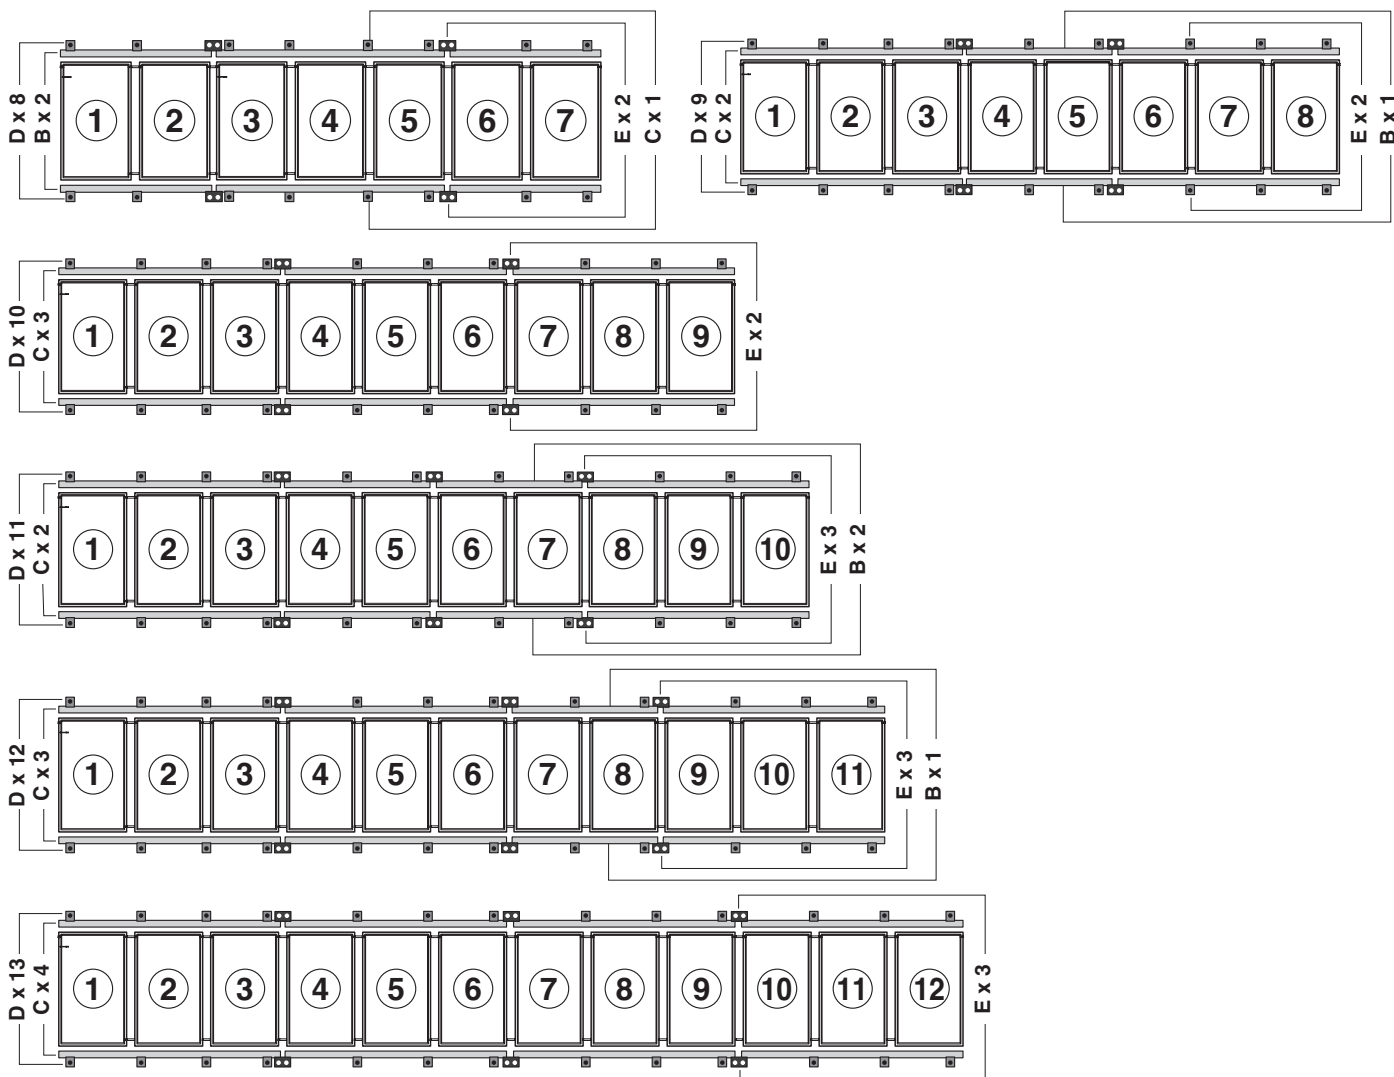 D x 8
B x 2
1 2 3 4 5 6 7
E x 2
C x 1
D x 9
C x 2
1 2 3 4 5 6 7 8
E x 2
B x 1
D x 10
C x 3
1 2 3 4 5 6 7 8 9
E x 2
D x 11
C x 2
1 2 3 4 5 6 7 8 9 10
E x 3
B x 2
D x 12
C x 3
1 2 3 4 5 6 7 8 9 10 11
E x 3
B x 1
D x 13
C x 4
1 2 3 4 5 6 7 8 9 10 11 12
E x 3